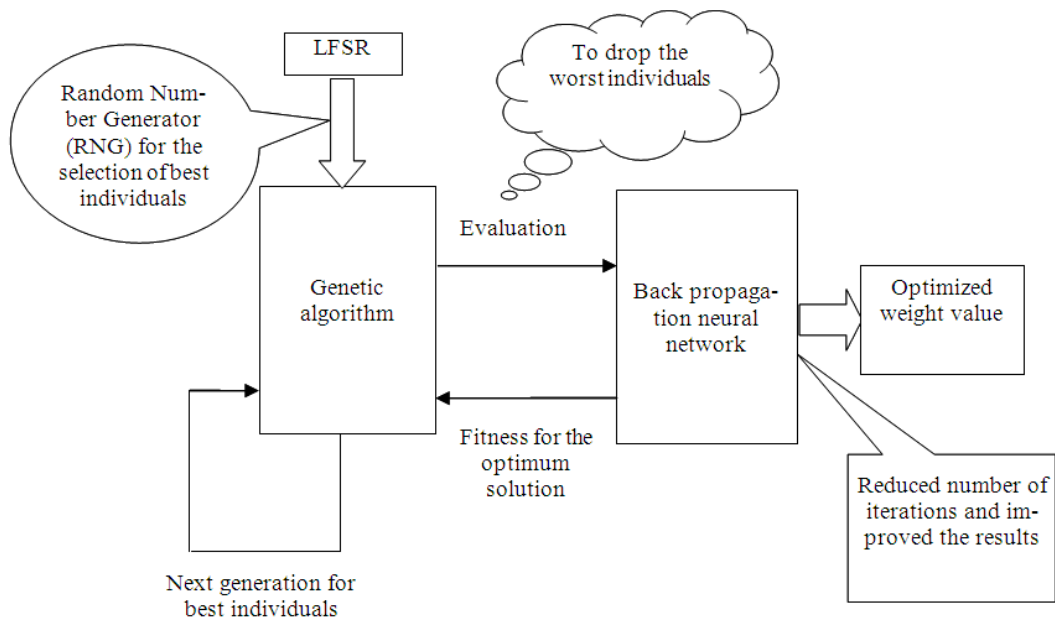 LFSR
To drop the
worst individuals
Random Num-
ber Generator
(RNG) for the
selection of best
individuals
Evaluation
Genetic
algorithm
Back propaga-
tion neural
network
Optimized
weight value
Fitness for the
optimum
solution
Reduced number of
iterations and im-
proved the results
Next generation for
best individuals